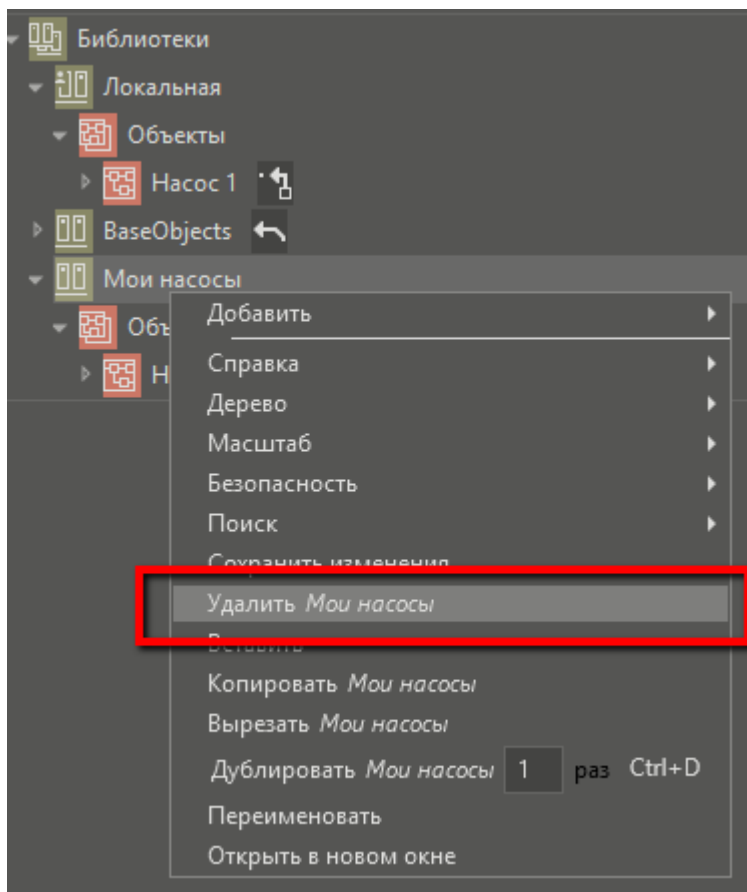 Библиотеки
Локальная
Объекты
Насос 1
BaseObjects
Мои насосы
Добавить
Справка
Дерево
Масштаб
Безопасность
Поиск
Сохранить изменения
Удалить Мои насосы
Вставить
Копировать Мои насосы
Вырезать Мои насосы
Дублировать Мои насосы 1 раз Ctrl+D
Переименовать
Открыть в новом окне